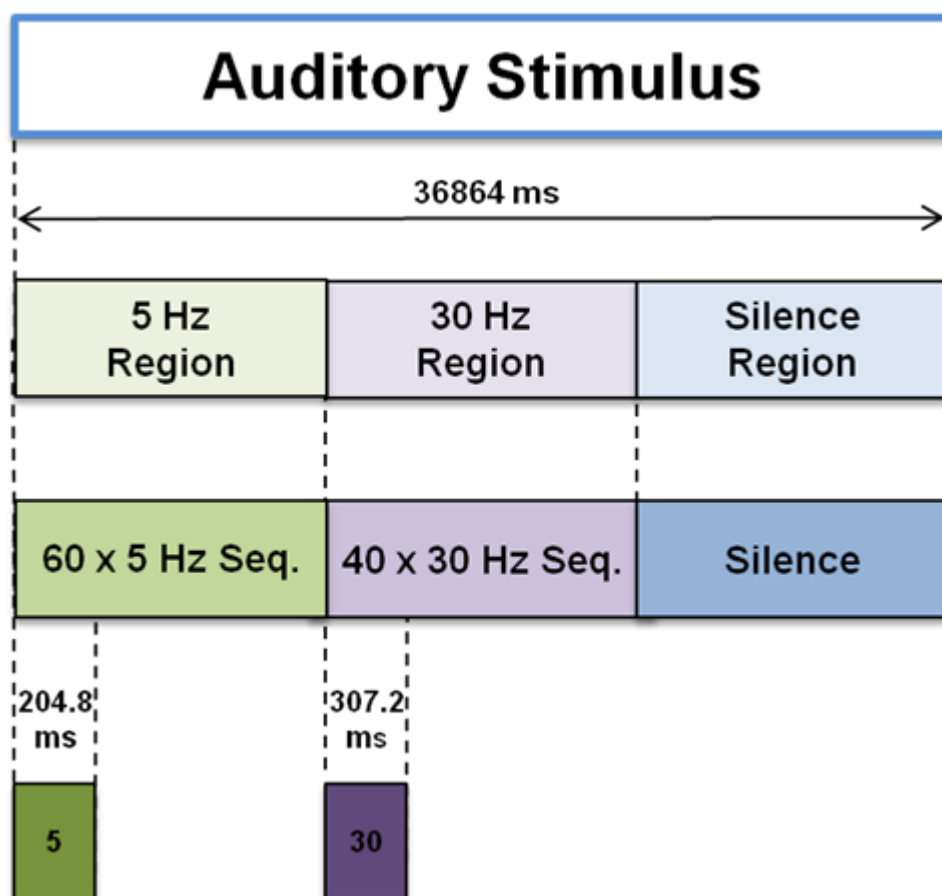 Auditory Stimulus
36864 ms
5 Hz
Region
30 Hz
Region
Silence
Region
60 x 5 Hz Seq.
40 x 30 Hz Seq.
Silence
204.8
ms
307.2
ms
5
30